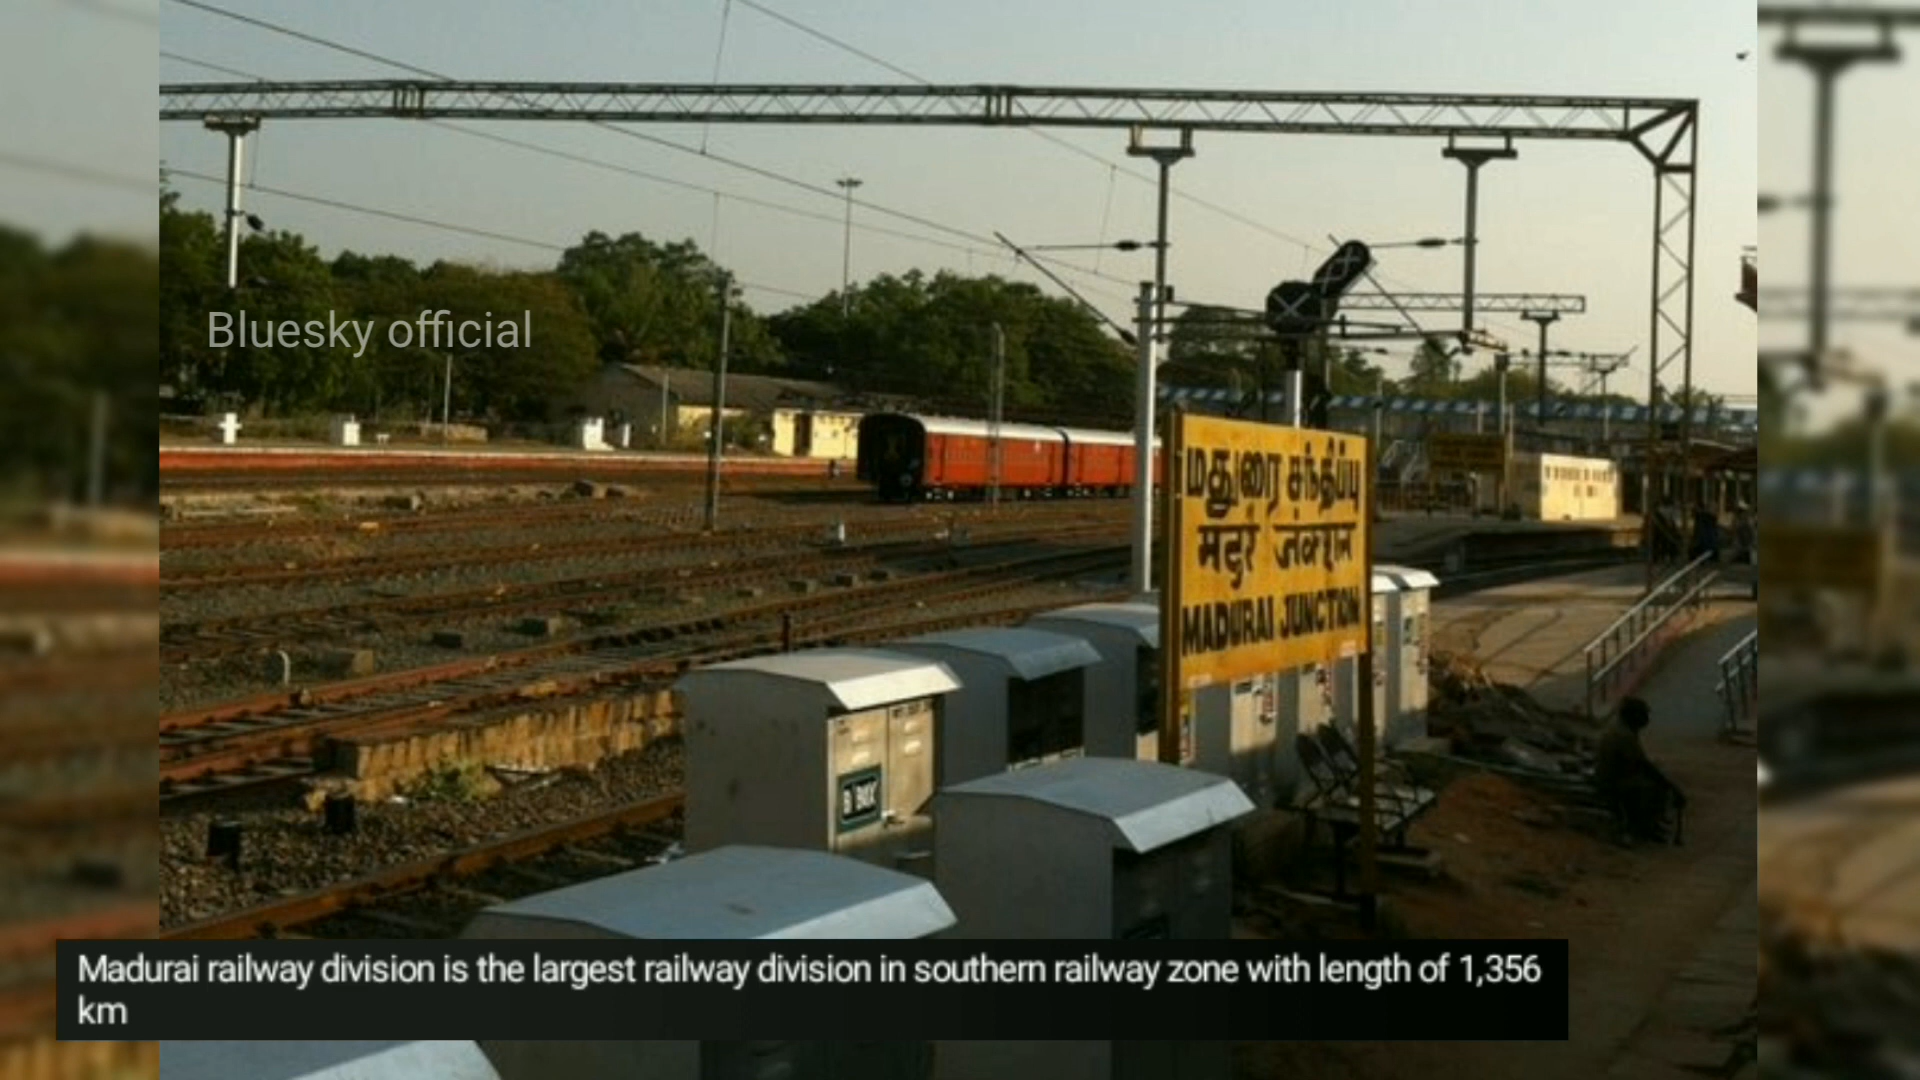 Bluesky official
மதுரை சந்திப்பு
मदुरै जंक्शन
MADURAI JUNCTION
B BOX
Madurai railway division is the largest railway division in southern railway zone with length of 1,356
km